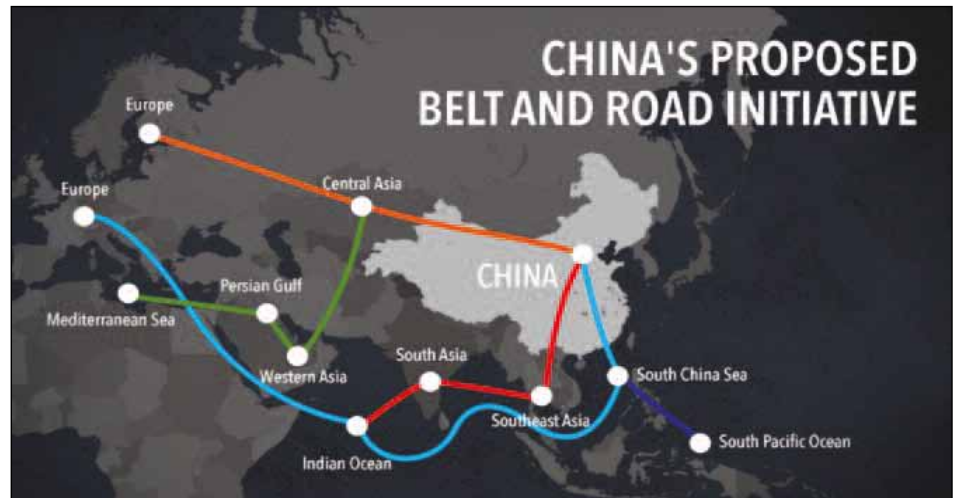 CHINA'S PROPOSED
BELT AND ROAD INITIATIVE
Europe
Europe
Central Asia
CHINA
Persian Gulf
Mediterranean Sea
Western Asia
South Asia
South China Sea
Southeast Asia
South Pacific Ocean
Indian Ocean